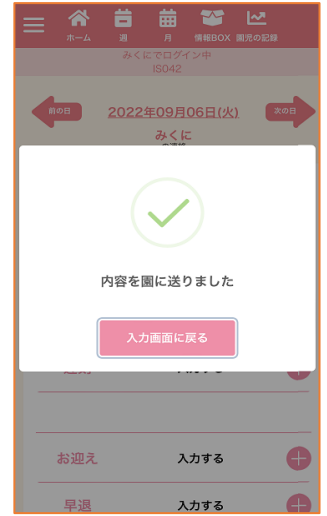 ホーム 週 月 情報BOX 園児の記録
みくにでログイン中
IS042
前の日 2022年09月06日(火) 次の日
みくに
内容を園に送りました
入力画面に戻る
お迎え 入力する
早退 入力する